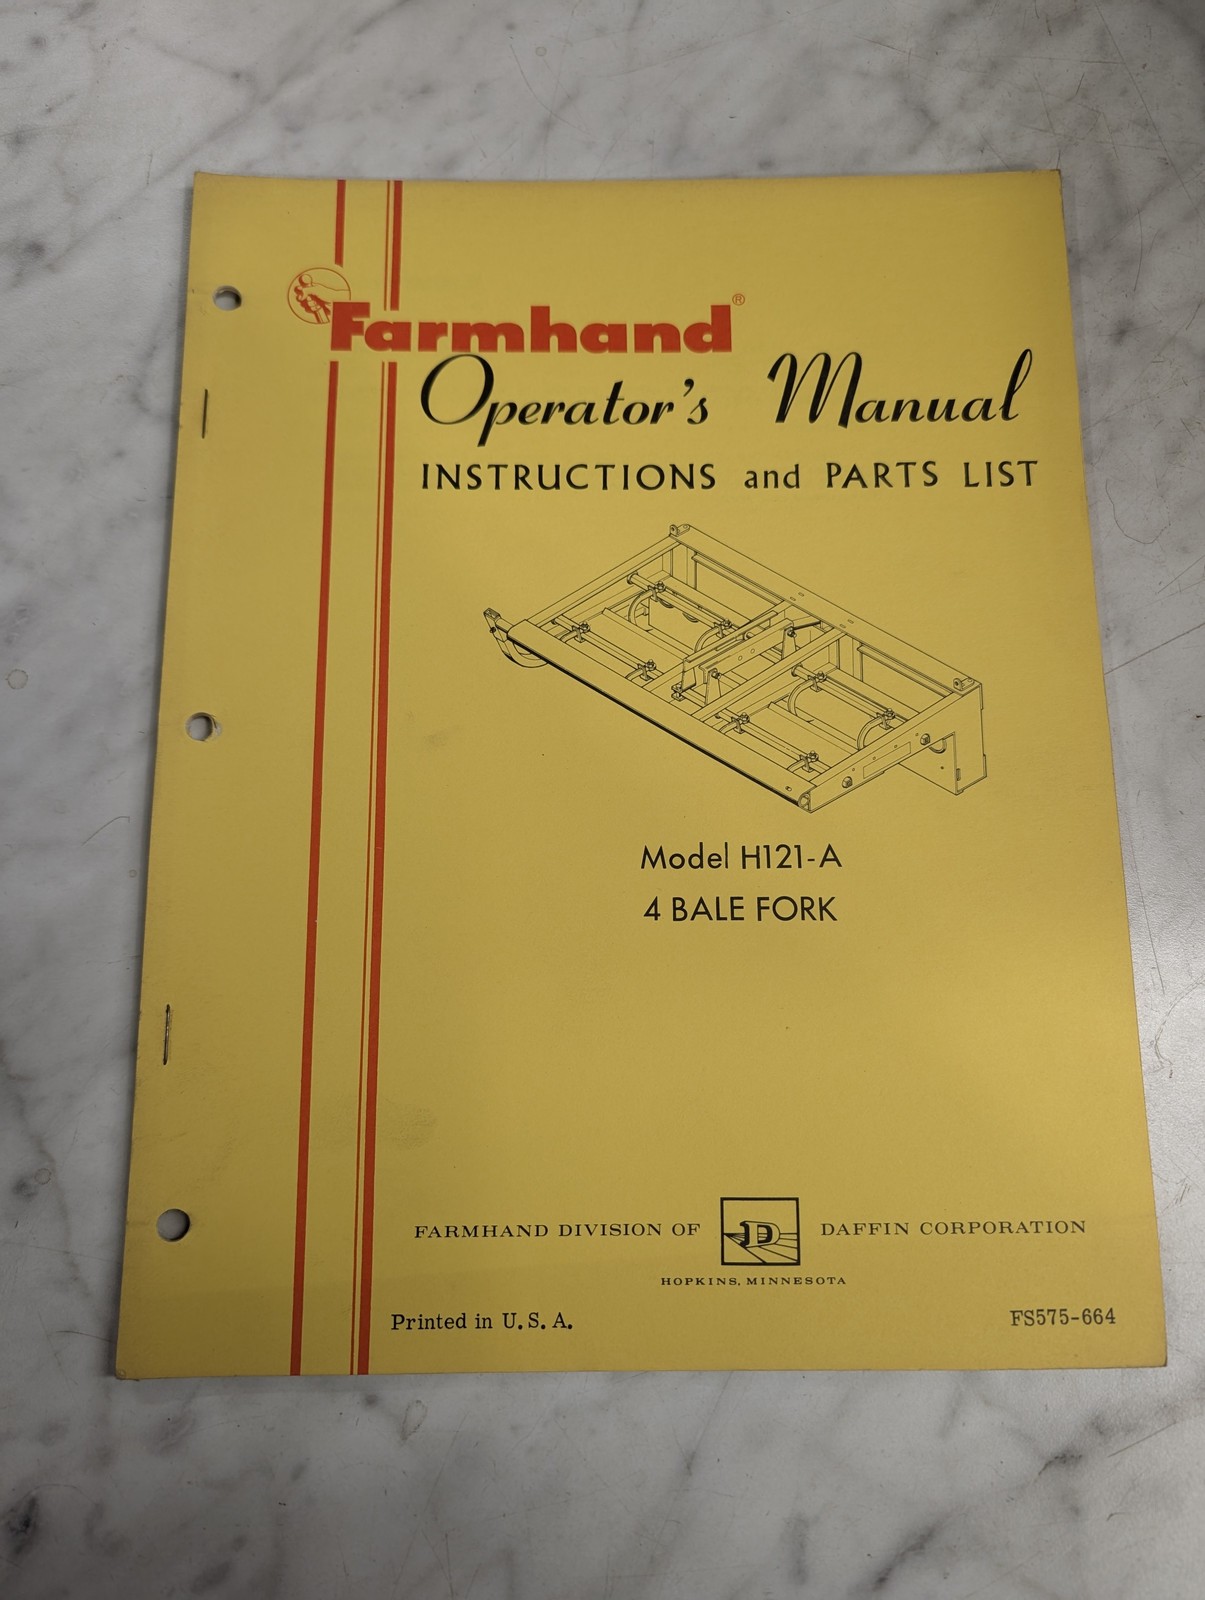 Farmhand®
Operator's Manual
INSTRUCTIONS and PARTS LIST
Model H121-A
4 BALE FORK
FARMHAND DIVISION OF D DAFFIN CORPORATION
HOPKINS, MINNESOTA
Printed in U. S. A.
FS575-664